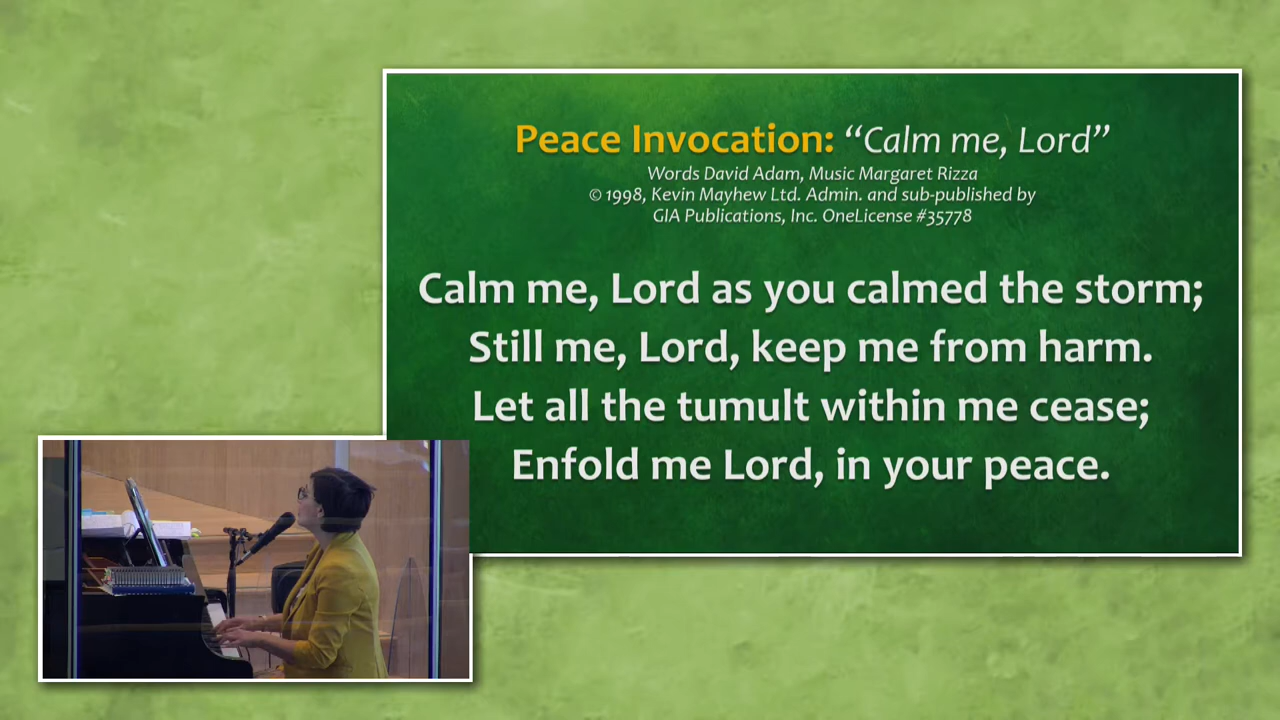 Peace Invocation: “Calm me, Lord”
Words David Adam, Music Margaret Rizza
© 1998, Kevin Mayhew Ltd. Admin. and sub-published by
GIA Publications, Inc. OneLicense #35778
Calm me, Lord as you calmed the storm;
Still me, Lord, keep me from harm.
Let all the tumult within me cease;
Enfold me Lord, in your peace.